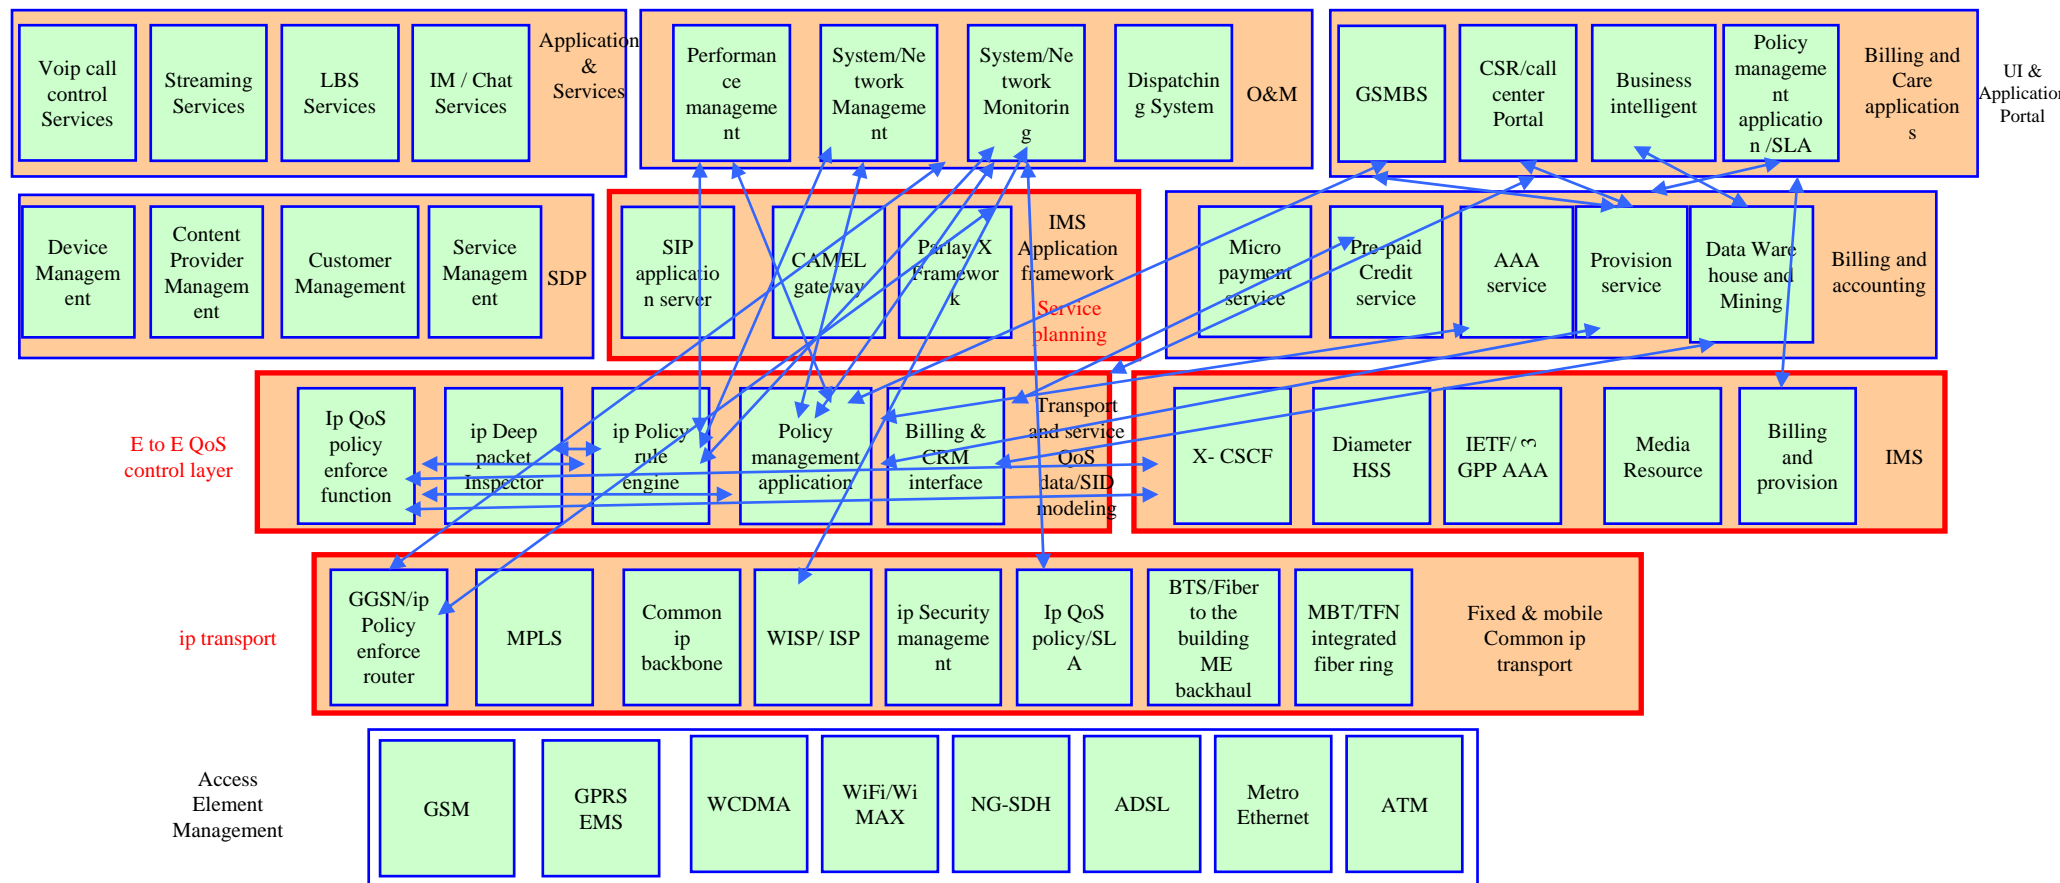 Voip call
control
Services
Streaming
Services
LBS
Services
IM / Chat
Services
Application
&
Services
Performan
ce
manageme
nt
System/Ne
twork
Manageme
nt
System/Ne
twork
Monitorin
g
Dispatchin
g System
O&M
GSMBS
CSR/call
center
Portal
Business
intelligent
Policy
manageme
nt
applicatio
n /SLA
Billing and
Care
application
s
UI &
Application
Portal
Device
Managem
ent
Content
Provider
Managem
ent
Customer
Management
Service
Managem
ent
SDP
SIP
applicatio
n server
CAMEL
gateway
Parlay X
Framewor
k
IMS
Application
framework
Service
planning
Micro
payment
service
Pre-paid
Credit
service
AAA
service
Provision
service
Data Ware
house and
Mining
Billing and
accounting
E to E QoS
control layer
Ip QoS
policy
enforce
function
ip Deep
packet
Inspector
ip Policy
rule
engine
Policy
management
application
Billing &
CRM
interface
Transport
and service
QoS
data/SID
modeling
X- CSCF
Diameter
HSS
IETF/ 3
GPP AAA
Media
Resource
Billing
and
provision
IMS
ip transport
GGSN/ip
Policy
enforce
router
MPLS
Common
ip
backbone
WISP/ ISP
ip Security
manageme
nt
Ip QoS
policy/SL
A
BTS/Fiber
to the
building
ME
backhaul
MBT/TFN
integrated
fiber ring
Fixed & mobile
Common ip
transport
Access
Element
Management
GSM
GPRS
EMS
WCDMA
WiFi/Wi
MAX
NG-SDH
ADSL
Metro
Ethernet
ATM